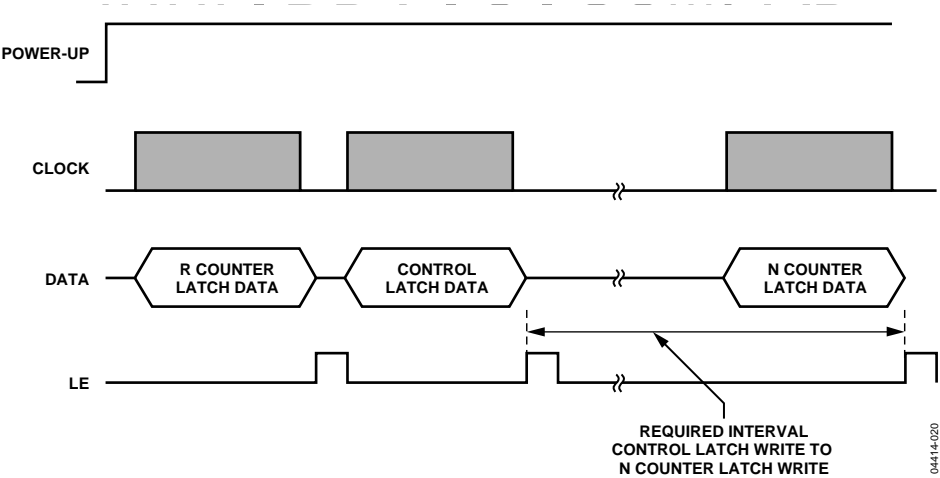 POWER-UP
CLOCK
DATA
R COUNTER
LATCH DATA
CONTROL
LATCH DATA
N COUNTER
LATCH DATA
LE
REQUIRED INTERVAL
CONTROL LATCH WRITE TO
N COUNTER LATCH WRITE
04414-020